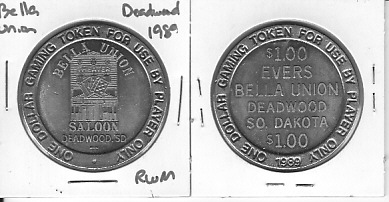 Bella
Union
Deadwood
1989
ONE DOLLAR GAMING TOKEN FOR USE BY PLAYER ONLY
BELLA UNION
SALOON
DEADWOOD, SD
RWM
ONE DOLLAR GAMING TOKEN FOR USE BY PLAYER ONLY
$1.00
EVERS
BELLA UNION
DEADWOOD
SO. DAKOTA
$1.00
1989